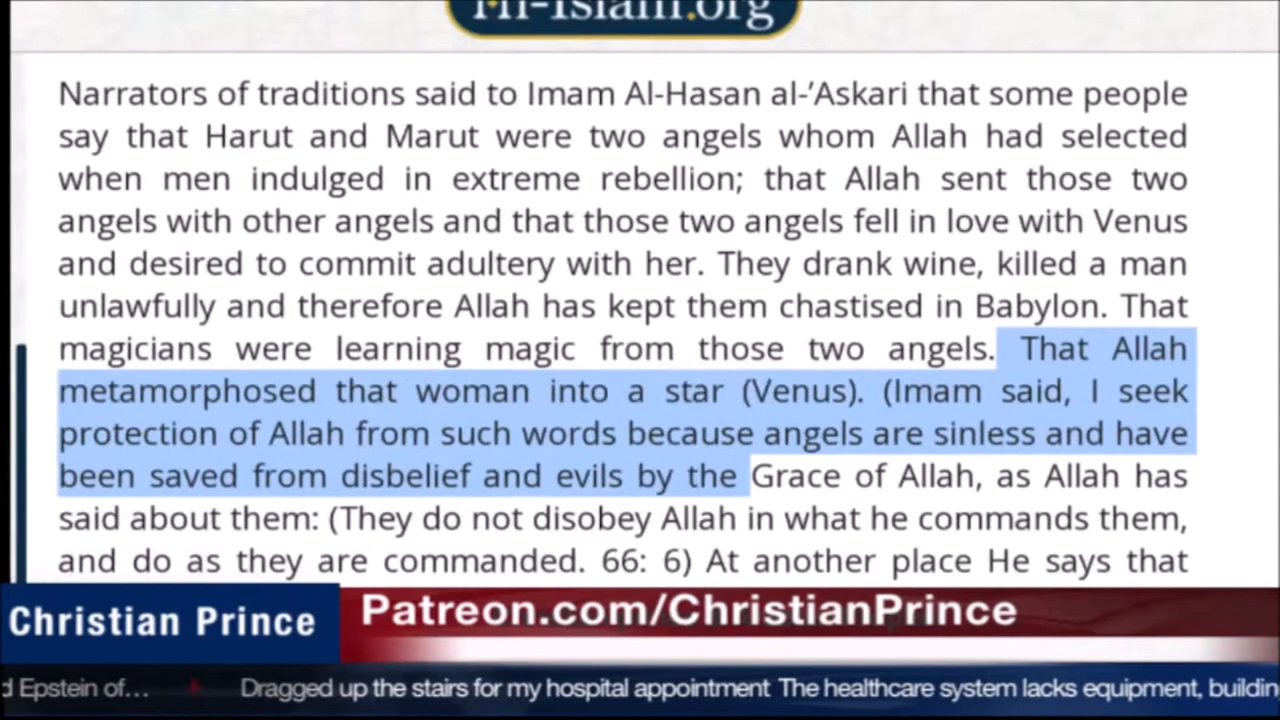 Narrators of traditions said to Imam Al-Hasan al-'Askari that some people
say that Harut and Marut were two angels whom Allah had selected
when men indulged in extreme rebellion; that Allah sent those two
angels with other angels and that those two angels fell in love with Venus
and desired to commit adultery with her. They drank wine, killed a man
unlawfully and therefore Allah has kept them chastised in Babylon. That
magicians were learning magic from those two angels. That Allah
metamorphosed that woman into a star (Venus). (Imam said, I seek
protection of Allah from such words because angels are sinless and have
been saved from disbelief and evils by the Grace of Allah, as Allah has
said about them: (They do not disobey Allah in what he commands them,
and do as they are commanded. 66: 6) At another place He says that
Christian Prince
Patreon.com/ChristianPrince
d Epstein of... Dragged up the stairs for my hospital appointment The healthcare system lacks equipment, buildin